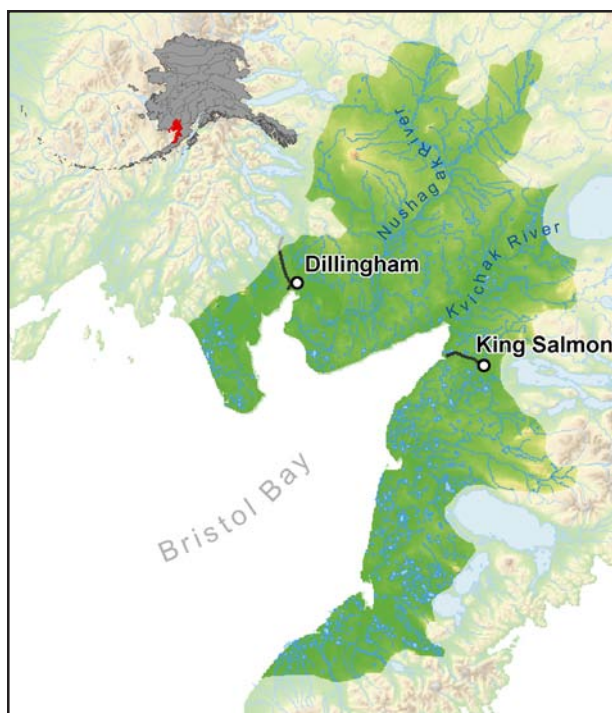 Nushagak River
Dillingham
Kvichak River
King Salmon
Bristol Bay